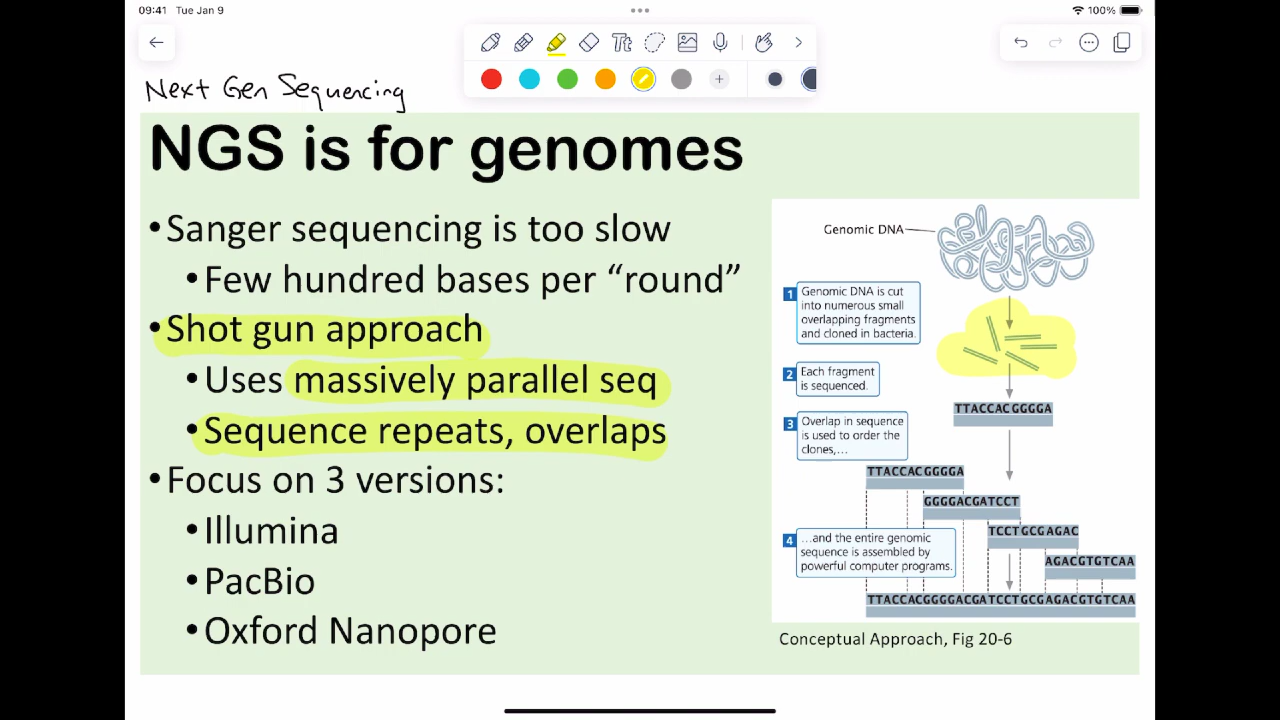 09:41 Tue Jan 9
100%
Tt
Next Gen Sequencing
NGS is for genomes
•Sanger sequencing is too slow
•Few hundred bases per “round”
•Shot gun approach
•Uses massively parallel seq
•Sequence repeats, overlaps
•Focus on 3 versions:
•Illumina
•PacBio
•Oxford Nanopore
Genomic DNA
1 Genomic DNA is cut
into numerous small
overlapping fragments
and cloned in bacteria.
2 Each fragment
is sequenced.
TTACCACGGGGA
3 Overlap in sequence
is used to order the
clones,...
TTACCACGGGGA
GGGGACGATCCT
TCCTGCGAGAC
4 ...and the entire genomic
sequence is assembled by
powerful computer programs.
AGACGTGTCAA
TTACCACGGGGACGATCCTGCGAGACGTGTCAA
Conceptual Approach, Fig 20-6